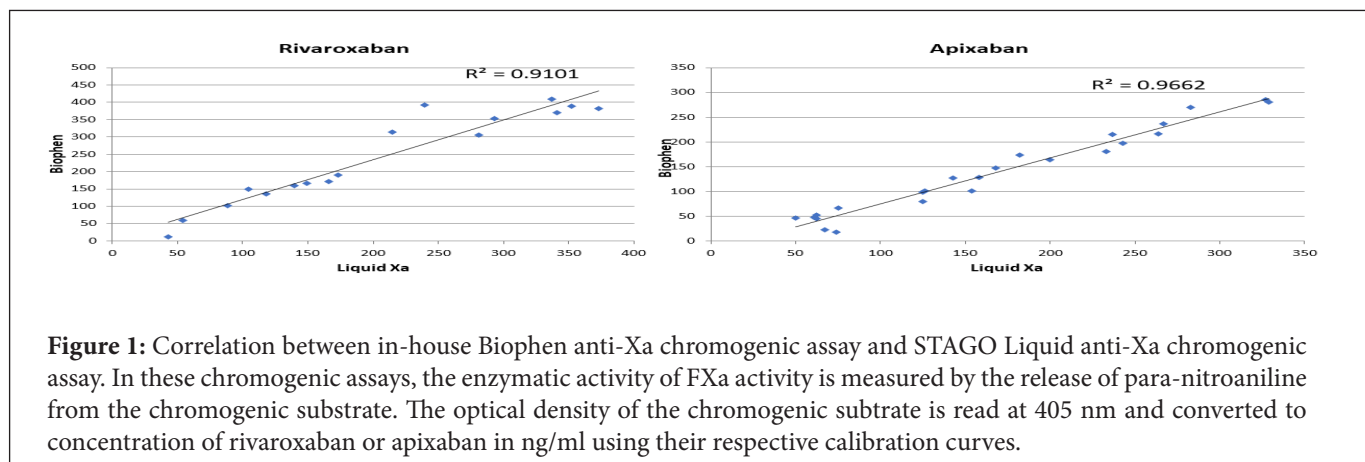 Rivaroxaban
R² = 0.9101
500
450
400
350
300
250
200
150
100
50
0
Biophen
0 50 100 150 200 250 300 350 400
Liquid Xa
Apixaban
R² = 0.9662
350
300
250
200
150
100
50
0
Biophen
0 50 100 150 200 250 300 350
Liquid Xa
Figure 1: Correlation between in-house Biophen anti-Xa chromogenic assay and STAGO Liquid anti-Xa chromogenic
assay. In these chromogenic assays, the enzymatic activity of FXa activity is measured by the release of para-nitroaniline
from the chromogenic substrate. The optical density of the chromogenic subtrate is read at 405 nm and converted to
concentration of rivaroxaban or apixaban in ng/ml using their respective calibration curves.